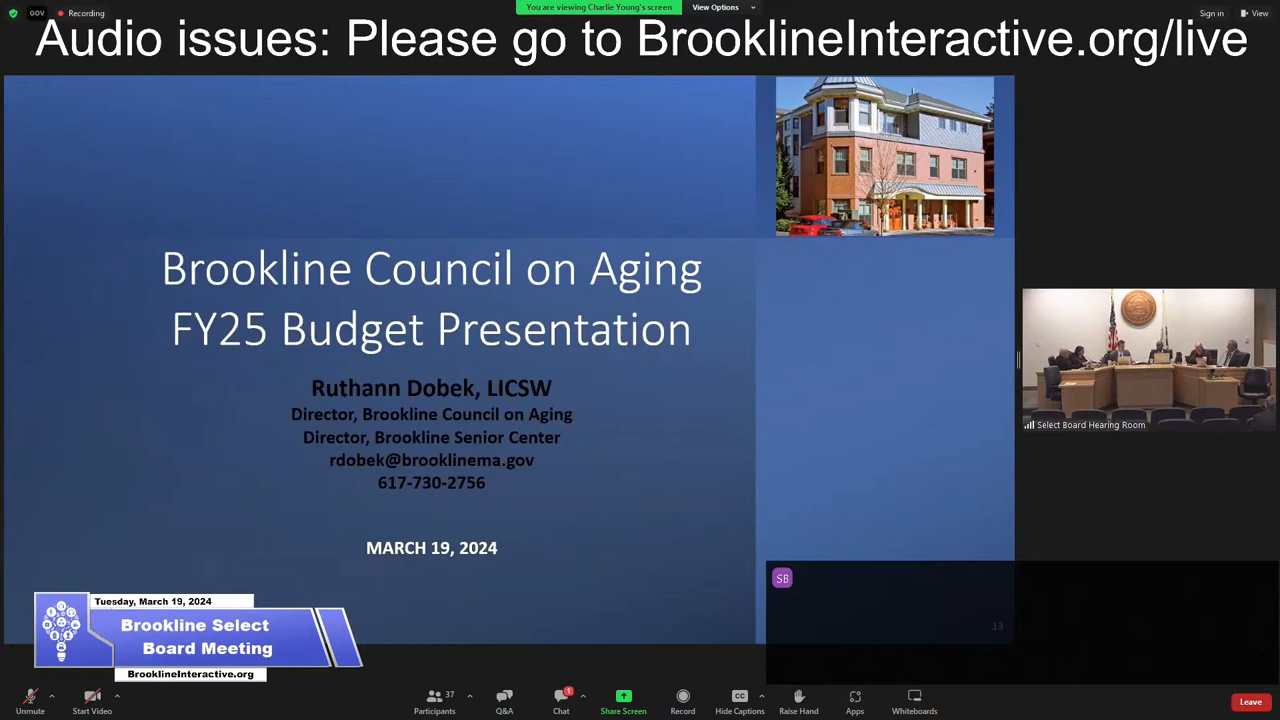 GOV
Recording
You are viewing Charlie Young's screen
View Options
Sign in
View
Audio issues: Please go to BrooklineInteractive.org/live
Brookline Council on Aging
FY25 Budget Presentation
Ruthann Dobek, LICSW
Director, Brookline Council on Aging
Director, Brookline Senior Center
rdobek@brooklinema.gov
617-730-2756
MARCH 19, 2024
Select Board Hearing Room
SB
13
Tuesday, March 19, 2024
Brookline Select
Board Meeting
BrooklineInteractive.org
Unmute
Start Video
37
Participants
Q&A
1
Chat
Share Screen
Record
CC
Hide Captions
Raise Hand
Apps
Whiteboards
Leave